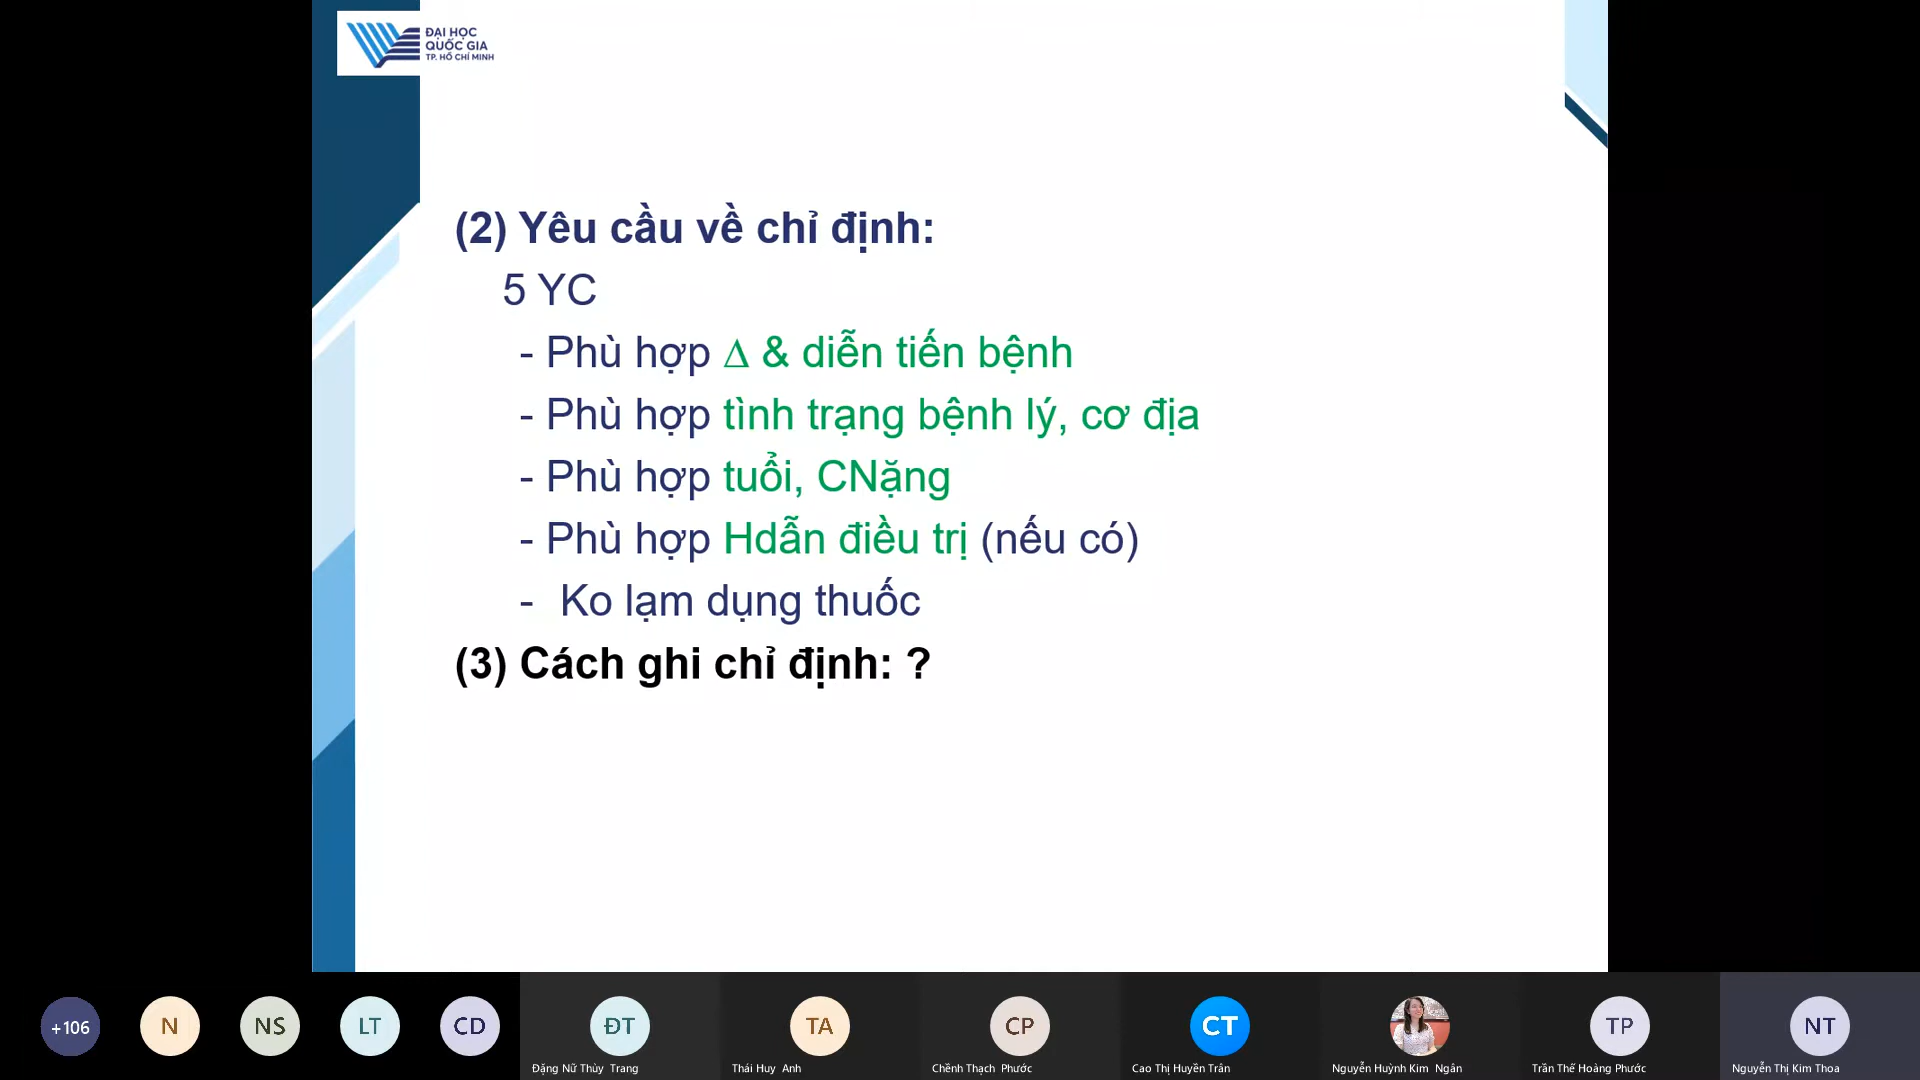 ĐẠI HỌC
QUỐC GIA
TP. HỒ CHÍ MINH
(2) Yêu cầu về chỉ định:
5 YC
- Phù hợp Δ & diễn tiến bệnh
- Phù hợp tình trạng bệnh lý, cơ địa
- Phù hợp tuổi, CNặng
- Phù hợp Hdẫn điều trị (nếu có)
- Ko lạm dụng thuốc
(3) Cách ghi chỉ định: ?
+106 N NS LT CD ĐT TA CP CT TP NT
Đặng Nữ Thùy Trang Thái Huy Anh Chềnh Thạch Phước Cao Thị Huyền Trân Nguyễn Huỳnh Kim Ngân Trần Thế Hoàng Phước Nguyễn Thị Kim Thoa